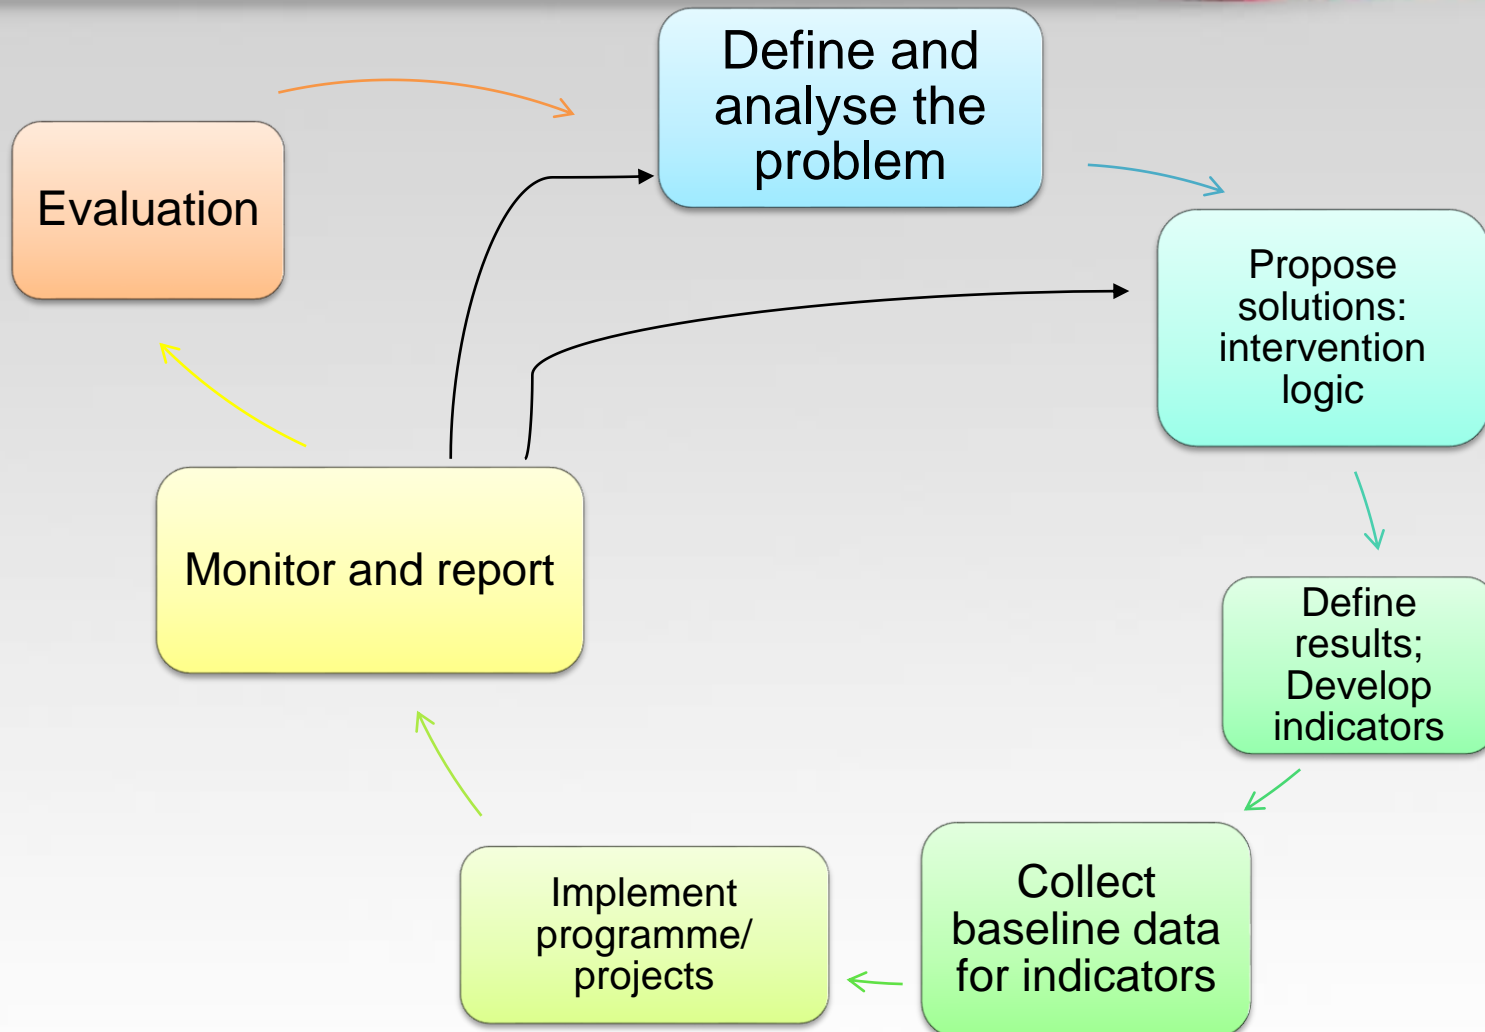 Define and
analyse the
problem
Evaluation
Propose
solutions:
intervention
logic
Monitor and report
Define
results;
Develop
indicators
Collect
baseline data
for indicators
Implement
programme/
projects